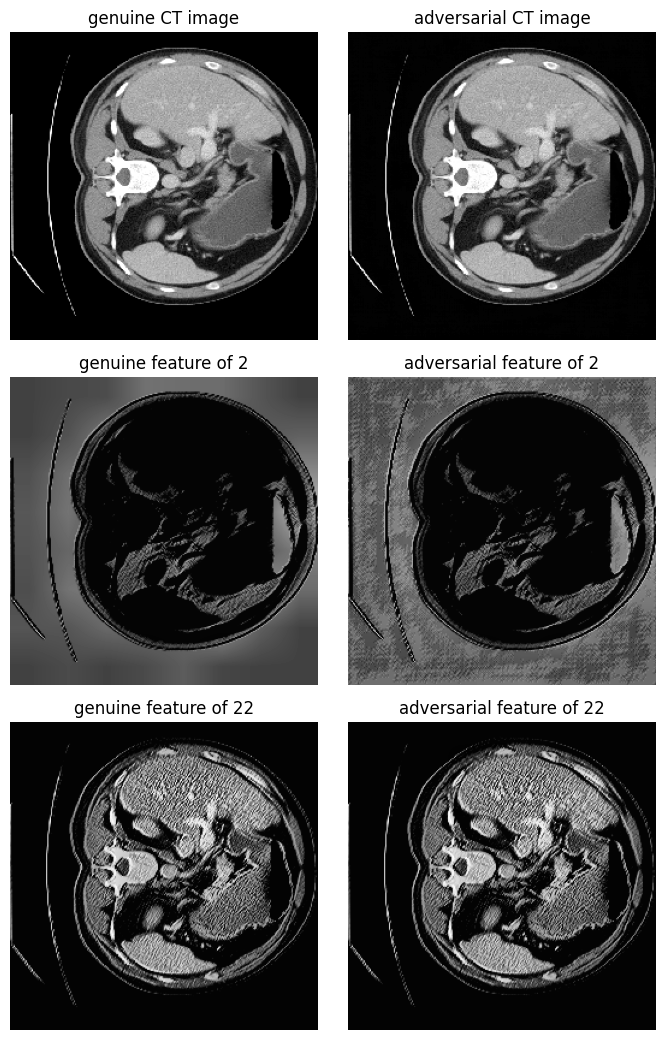 genuine CT image
adversarial CT image
genuine feature of 2
adversarial feature of 2
genuine feature of 22
adversarial feature of 22